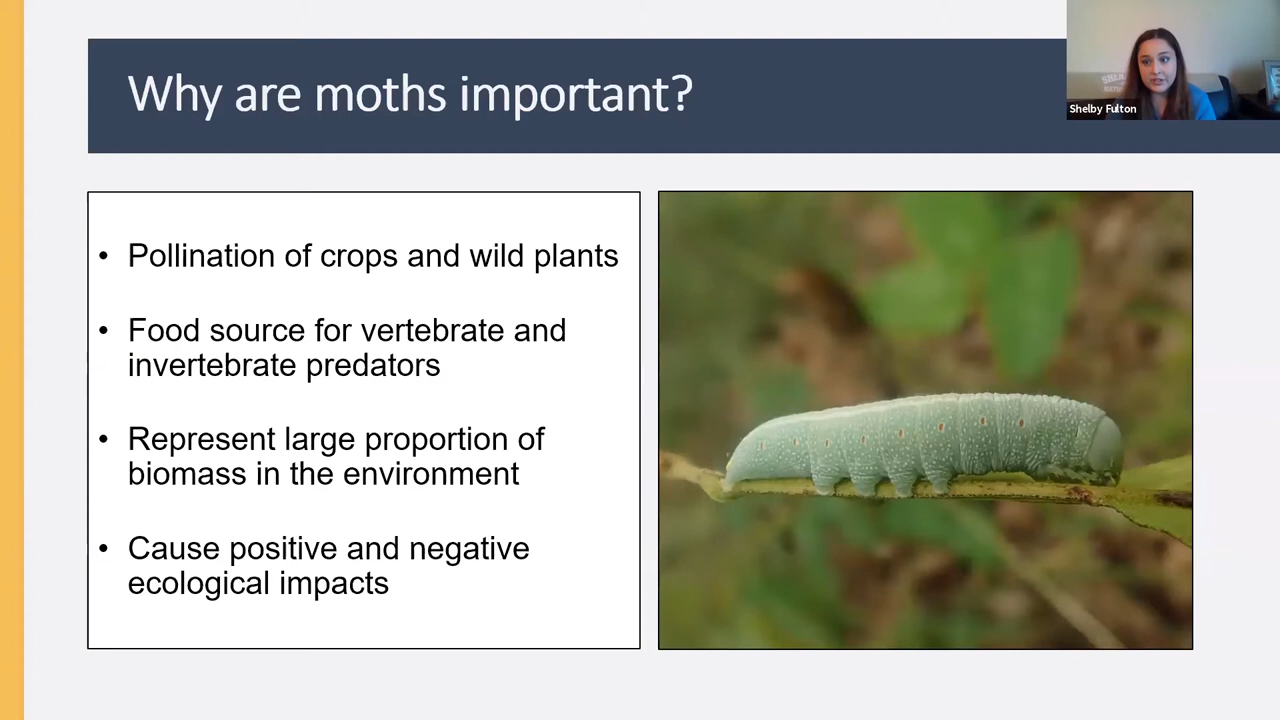 Why are moths important?
Shelby Fulton
• Pollination of crops and wild plants
• Food source for vertebrate and
invertebrate predators
• Represent large proportion of
biomass in the environment
• Cause positive and negative
ecological impacts